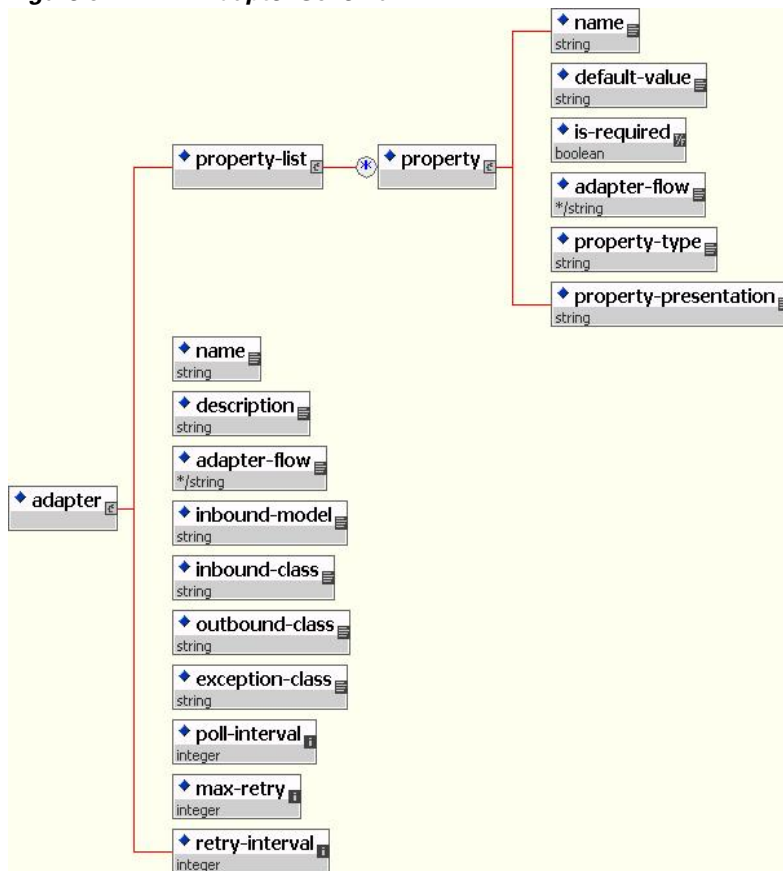 name
string
default-value
string
is-required
boolean
property-list
property
adapter-flow
*/string
property-type
string
property-presentation
string
name
string
description
string
adapter-flow
*/string
adapter
inbound-model
string
inbound-class
string
outbound-class
string
exception-class
string
poll-interval
integer
max-retry
integer
retry-interval
integer